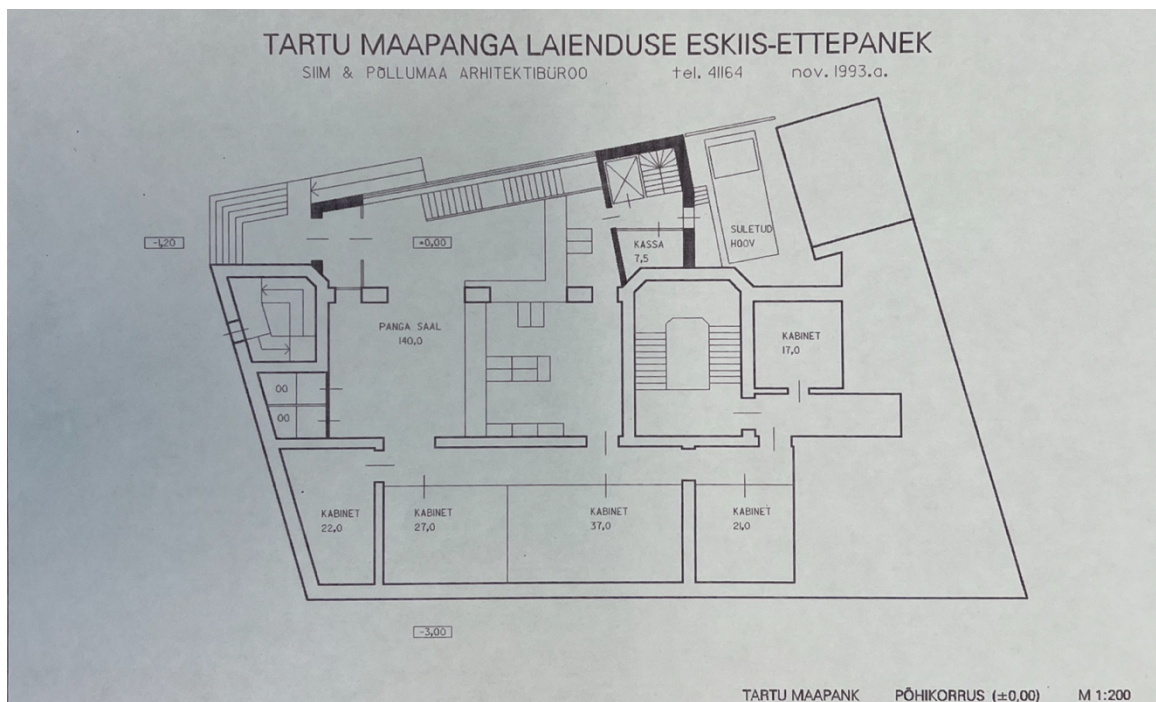 TARTU MAAPANGA LAIENDUSE ESKIIS-ETTEPANEK
SIIM & PÕLLUMAA ARHITEKTIBÜROO tel. 41164 nov. 1993.a.
-1,20
+0,00
KASSA
7,5
SULETUD
HOOV
PANGA SAAL
140,0
KABINET
17,0
00
00
KABINET
22,0
KABINET
27,0
KABINET
37,0
KABINET
21,0
-3,00
TARTU MAAPANK PÕHIKORRUS (±0,00) M 1:200